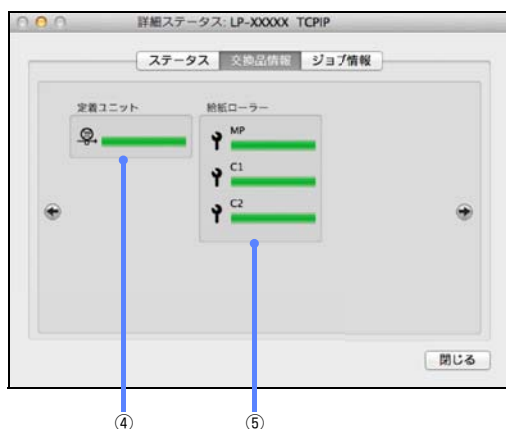 詳細ステータス: LP-XXXXX TCPIP
ステータス 交換品情報 ジョブ情報
定着ユニット 給紙ローラー
MP
C1
C2
閉じる
④ ⑤